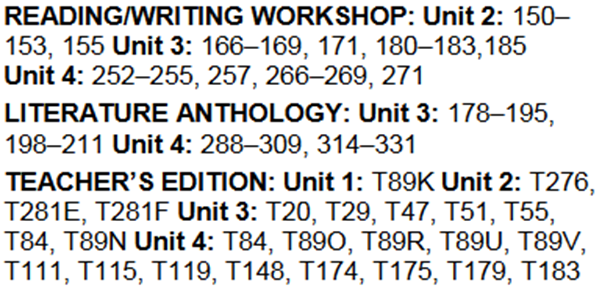 READING/WRITING WORKSHOP: Unit 2: 150–
153, 155 Unit 3: 166–169, 171, 180–183,185
Unit 4: 252–255, 257, 266–269, 271
LITERATURE ANTHOLOGY: Unit 3: 178–195,
198–211 Unit 4: 288–309, 314–331
TEACHER'S EDITION: Unit 1: T89K Unit 2: T276,
T281E, T281F Unit 3: T20, T29, T47, T51, T55,
T84, T89N Unit 4: T84, T89O, T89R, T89U, T89V,
T111, T115, T119, T148, T174, T175, T179, T183